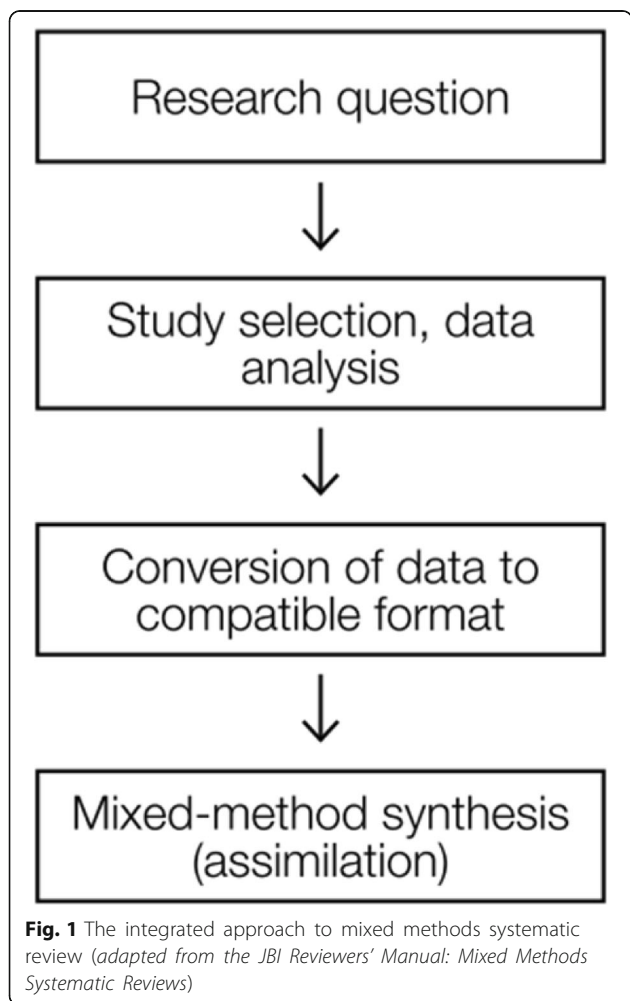 Research question
Study selection, data
analysis
Conversion of data to
compatible format
Mixed-method synthesis
(assimilation)
Fig. 1 The integrated approach to mixed methods systematic
review (adapted from the JBI Reviewers' Manual: Mixed Methods
Systematic Reviews)